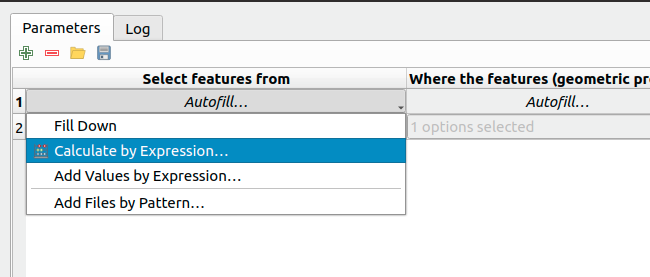 Parameters
Log
Select features from
Where the features (geometric pr
1
Autofill...
Autofill...
2
1 options selected
Fill Down
Calculate by Expression...
Add Values by Expression...
Add Files by Pattern...